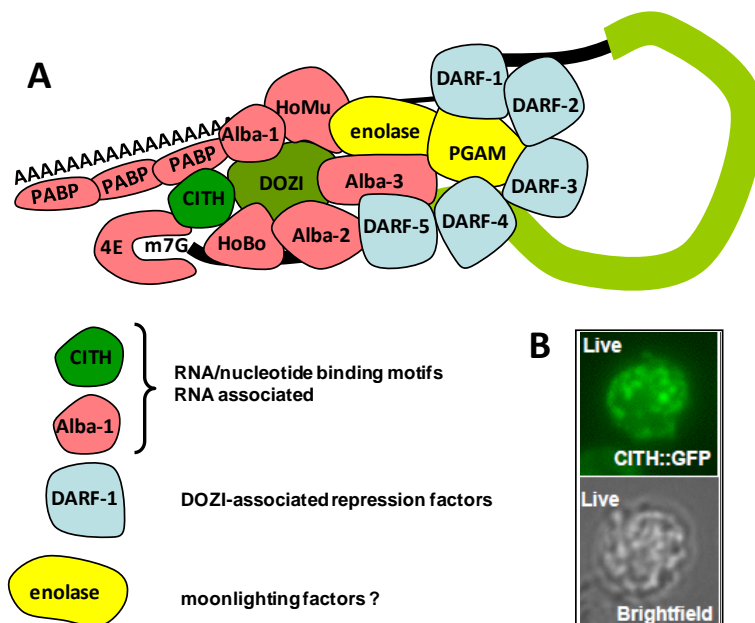 A
AAAAAAAAAAAAAAAA
PABP
PABP
PABP
Alba-1
HoMu
CITH
DOZI
enolase
Alba-3
PGAM
DARF-1
DARF-2
DARF-3
DARF-4
DARF-5
4E
m7G
HoBo
Alba-2
CITH
Alba-1
RNA/nucleotide binding motifs
RNA associated
DARF-1
DOZI-associated repression factors
enolase
moonlighting factors ?
B
Live
CITH::GFP
Live
Brightfield